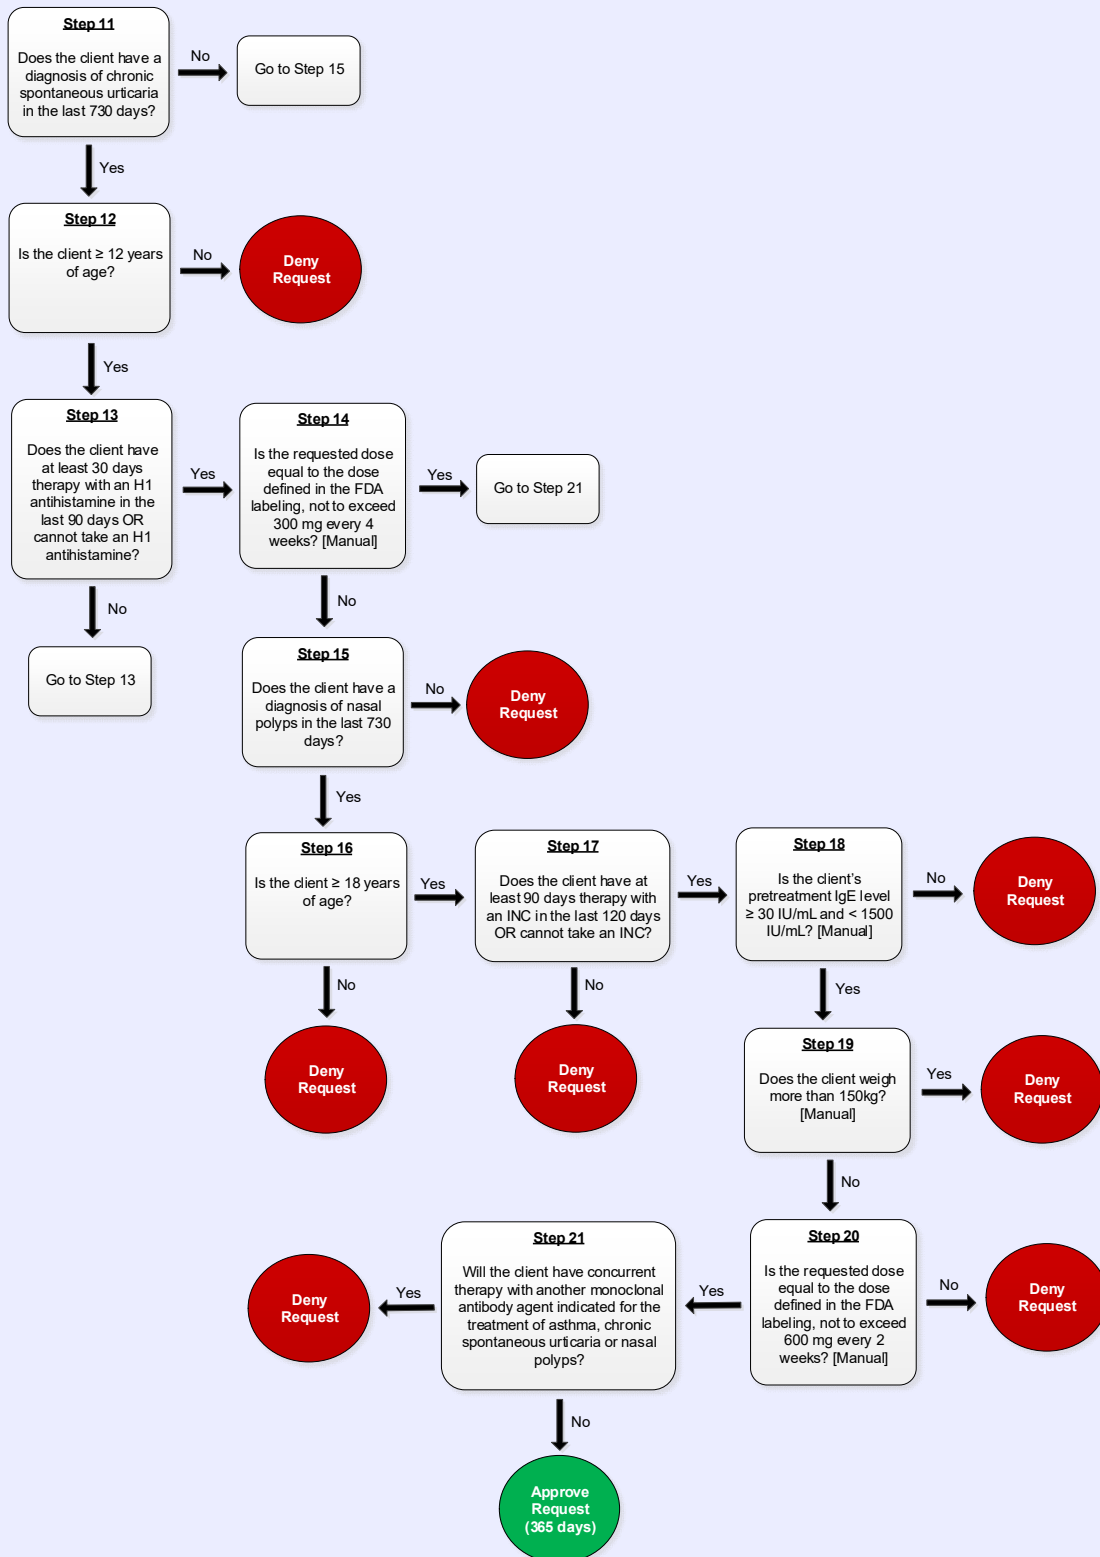 Step 11
Does the client have a
diagnosis of chronic
spontaneous urticaria
in the last 730 days?
No
Go to Step 15
Yes
Step 12
Is the client ≥ 12 years
of age?
No
Deny
Request
Yes
Step 13
Does the client have
at least 30 days
therapy with an H1
antihistamine in the
last 90 days OR
cannot take an H1
antihistamine?
Yes
Step 14
Is the requested dose
equal to the dose
defined in the FDA
labeling, not to exceed
300 mg every 4
weeks? [Manual]
Yes
Go to Step 21
No
Go to Step 13
No
Step 15
Does the client have a
diagnosis of nasal
polyps in the last 730
days?
No
Deny
Request
Yes
Step 16
Is the client ≥ 18 years
of age?
Yes
Step 17
Does the client have at
least 90 days therapy with
an INC in the last 120 days
OR cannot take an INC?
Yes
Step 18
Is the client's
pretreatment IgE level
≥ 30 IU/mL and < 1500
IU/mL? [Manual]
No
Deny
Request
No
Deny
Request
No
Deny
Request
Yes
Step 19
Does the client weigh
more than 150kg?
[Manual]
Yes
Deny
Request
No
Step 20
Is the requested dose
equal to the dose
defined in the FDA
labeling, not to exceed
600 mg every 2
weeks? [Manual]
No
Deny
Request
Yes
Step 21
Will the client have concurrent
therapy with another monoclonal
antibody agent indicated for the
treatment of asthma, chronic
spontaneous urticaria or nasal
polyps?
Yes
Deny
Request
No
Approve
Request
(365 days)